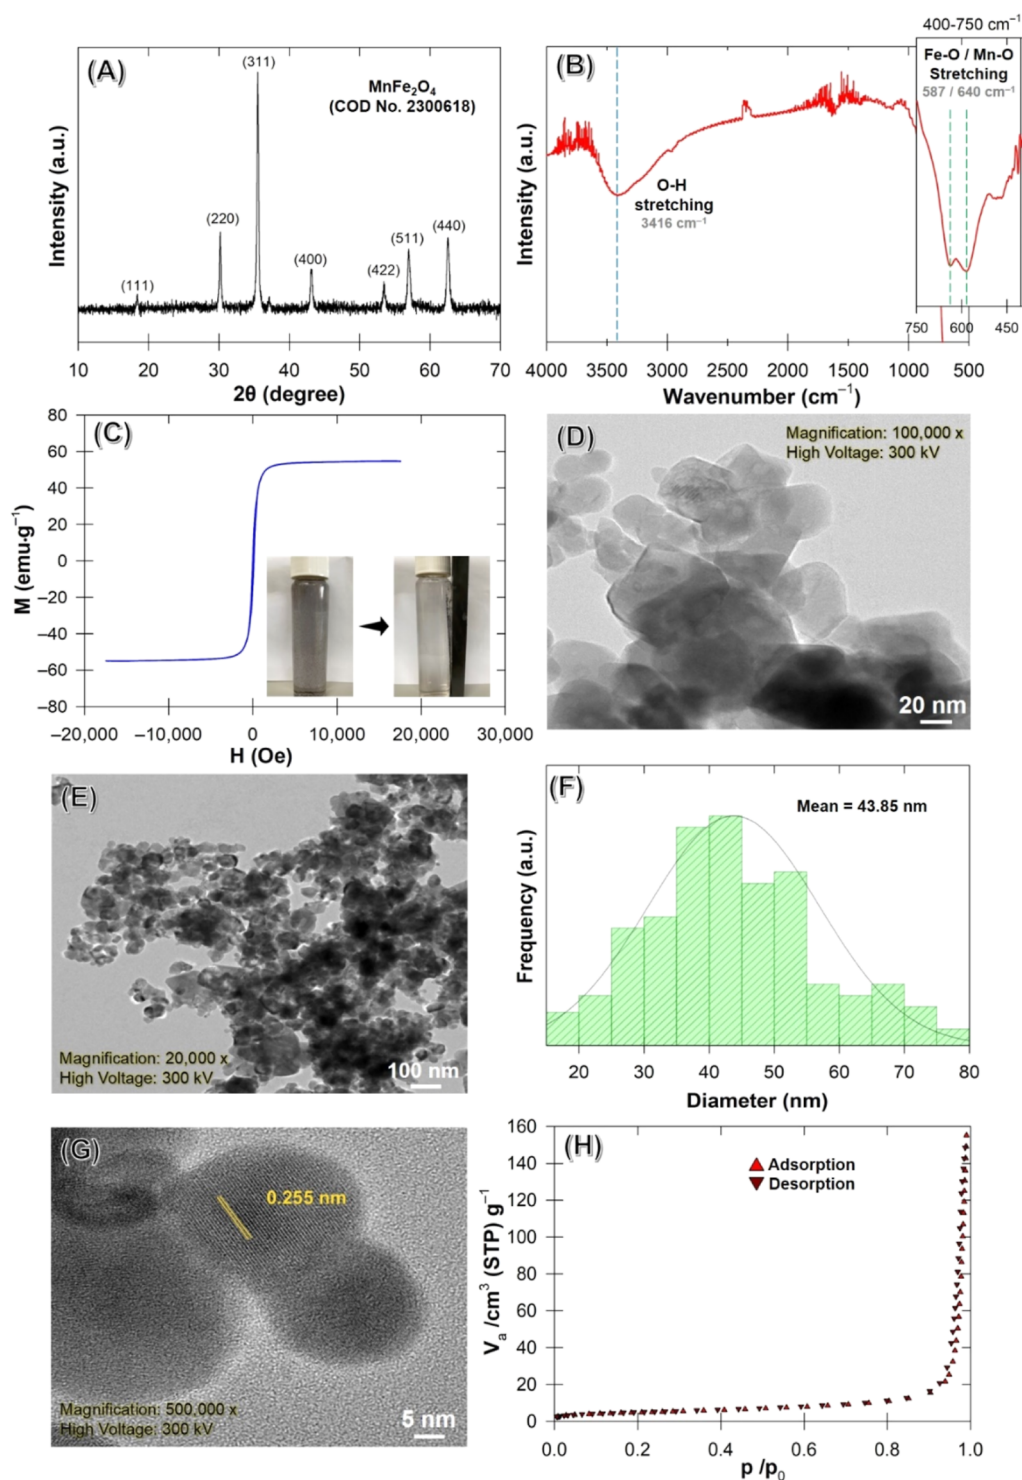 (A)
MnFe₂O₄
(COD No. 2300618)
(111)
(220)
(311)
(400)
(422)
(511)
(440)
Intensity (a.u.)
10 20 30 40 50 60 70
2θ (degree)
(B)
400-750 cm⁻¹
Fe-O / Mn-O
Stretching
587 / 640 cm⁻¹
750 600 450
O-H
stretching
3416 cm⁻¹
Intensity (a.u.)
4000 3500 3000 2500 2000 1500 1000 500
Wavenumber (cm⁻¹)
(C)
M (emu·g⁻¹)
80
60
40
20
0
−20
−40
−60
−80
−20,000 −10,000 0 10,000 20,000 30,000
H (Oe)
(D)
Magnification: 100,000 x
High Voltage: 300 kV
20 nm
(E)
Magnification: 20,000 x
High Voltage: 300 kV
100 nm
(F)
Mean = 43.85 nm
Frequency (a.u.)
20 30 40 50 60 70 80
Diameter (nm)
(G)
0.255 nm
Magnification: 500,000 x
High Voltage: 300 kV
5 nm
(H)
Adsorption
Desorption
Vₐ /cm³ (STP) g⁻¹
160
140
120
100
80
60
40
20
0
0.0 0.2 0.4 0.6 0.8 1.0
p /p₀